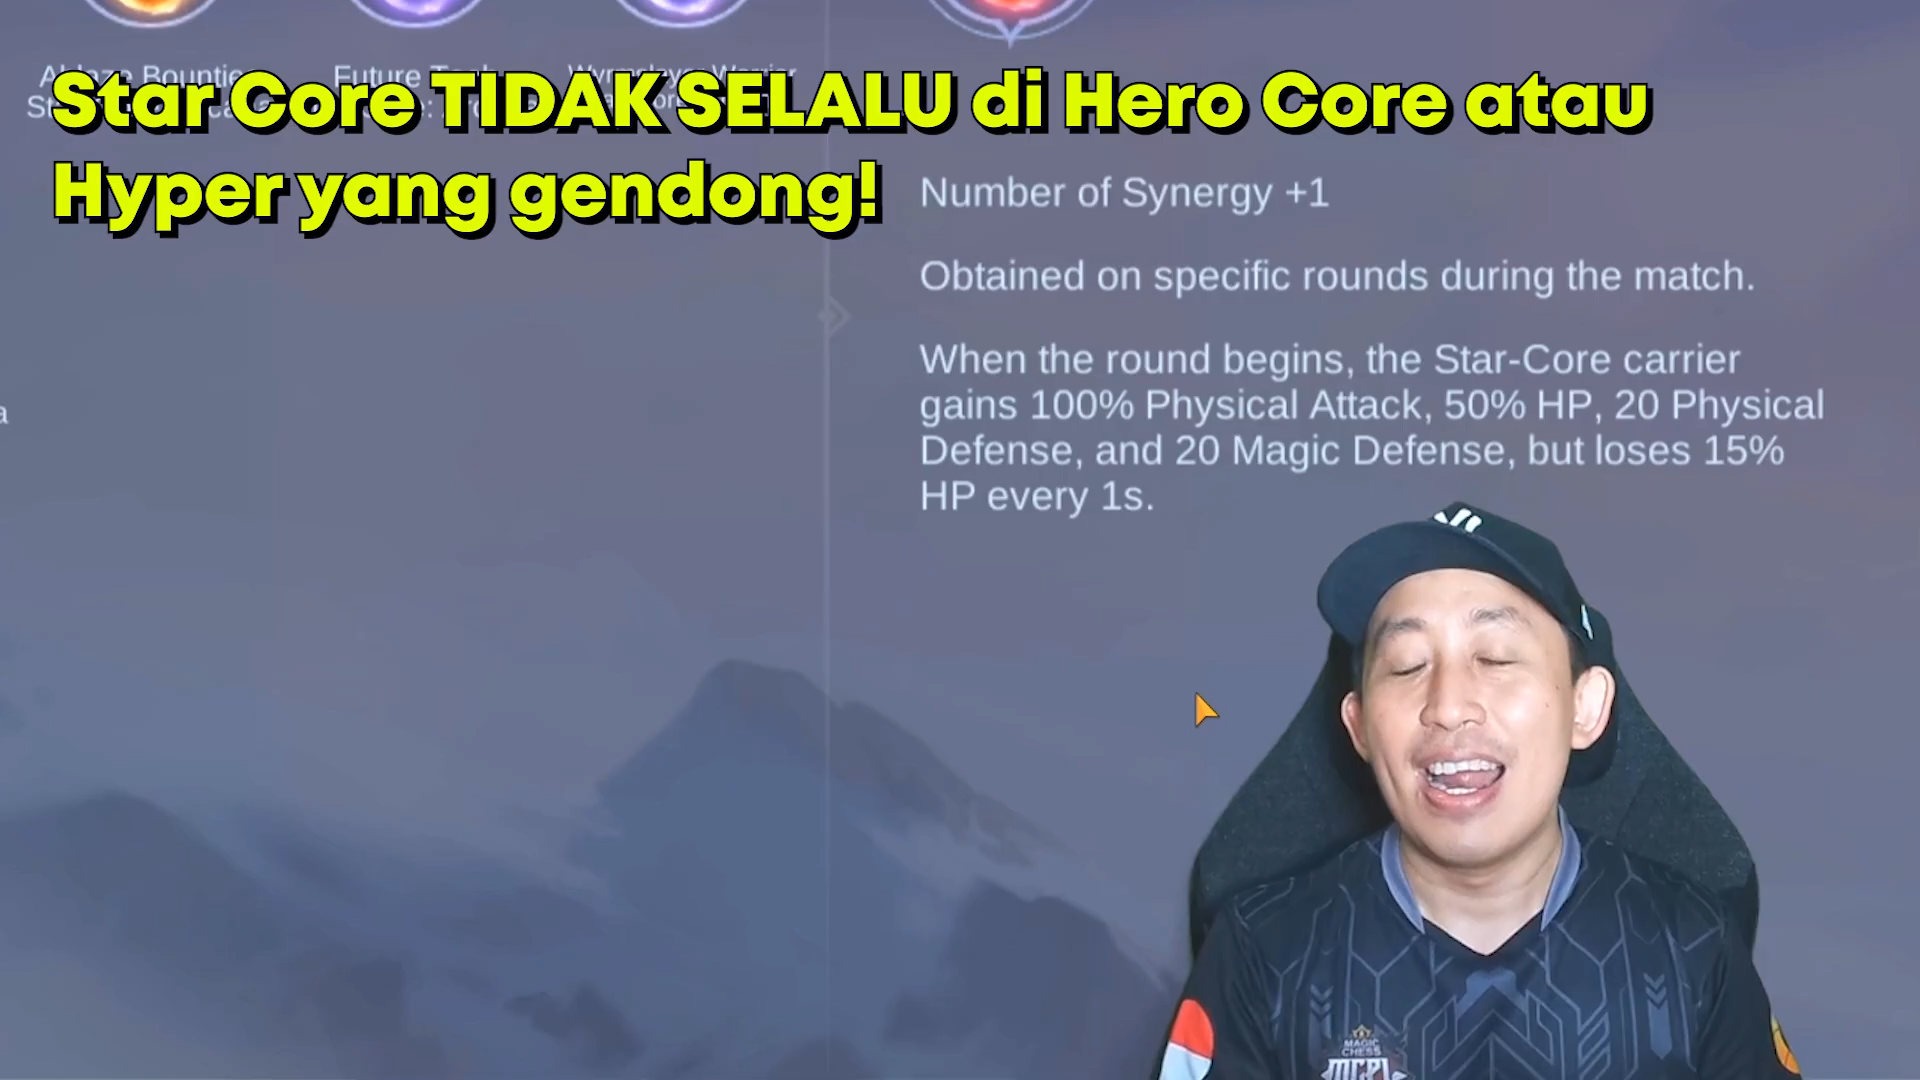 Star Core TIDAK SELALU di Hero Core atau
Hyper yang gendong!
Number of Synergy +1
Obtained on specific rounds during the match.
When the round begins, the Star-Core carrier
gains 100% Physical Attack, 50% HP, 20 Physical
Defense, and 20 Magic Defense, but loses 15%
HP every 1s.
MAGIC
CHESS